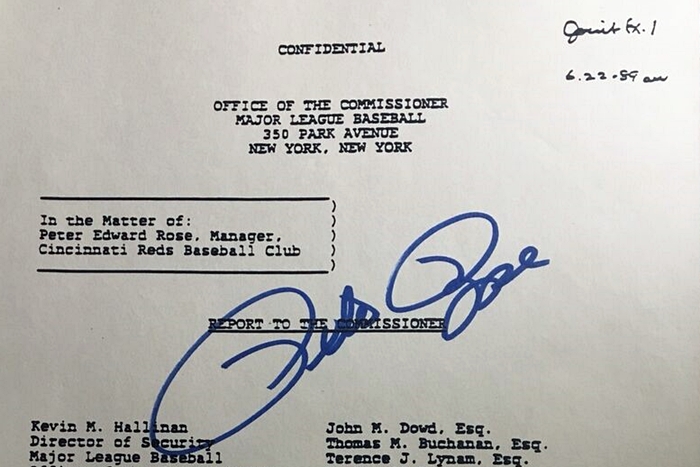 Joint Ex. 1
6.22.89 am
CONFIDENTIAL
OFFICE OF THE COMMISSIONER
MAJOR LEAGUE BASEBALL
350 PARK AVENUE
NEW YORK, NEW YORK
In the Matter of:
Peter Edward Rose, Manager,
Cincinnati Reds Baseball Club
Pete Rose
REPORT TO THE COMMISSIONER
Kevin M. Hallinan
Director of Security
Major League Baseball
John M. Dowd, Esq.
Thomas M. Buchanan, Esq.
Terence J. Lynam, Esq.